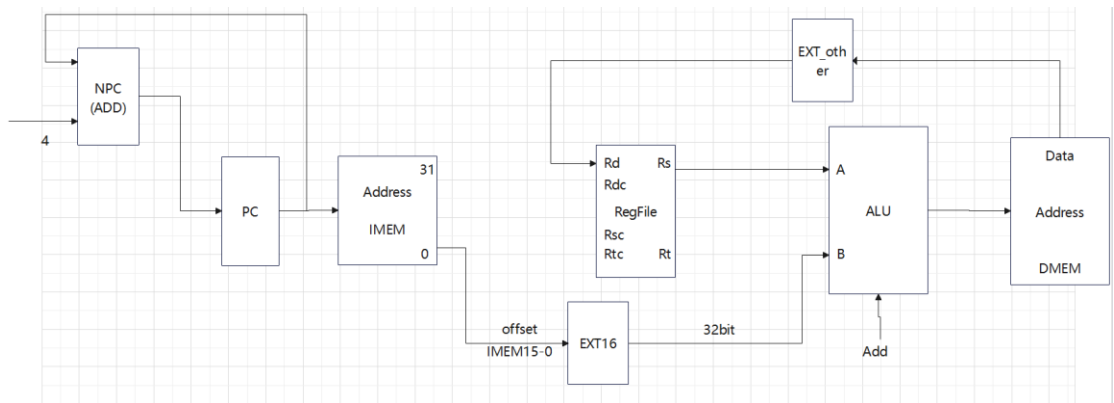 NPC
(ADD)
4
PC
31
Address
IMEM
0
offset
IMEM15-0
EXT16
32bit
EXT_oth
er
Rd Rs
Rdc
RegFile
Rsc
Rtc Rt
A
ALU
B
Add
Data
Address
DMEM